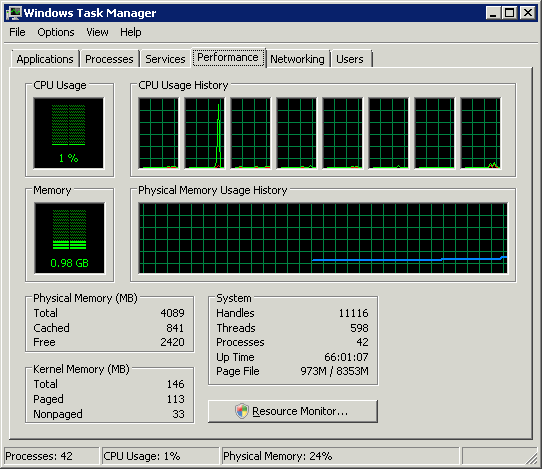 Windows Task Manager
File Options View Help
Applications Processes Services Performance Networking Users
CPU Usage CPU Usage History
1 %
Memory Physical Memory Usage History
0.98 GB
Physical Memory (MB)
Total 4089
Cached 841
Free 2420
Kernel Memory (MB)
Total 146
Paged 113
Nonpaged 33
System
Handles 11116
Threads 598
Processes 42
Up Time 66:01:07
Page File 973M / 8353M
Resource Monitor...
Processes: 42 CPU Usage: 1% Physical Memory: 24%